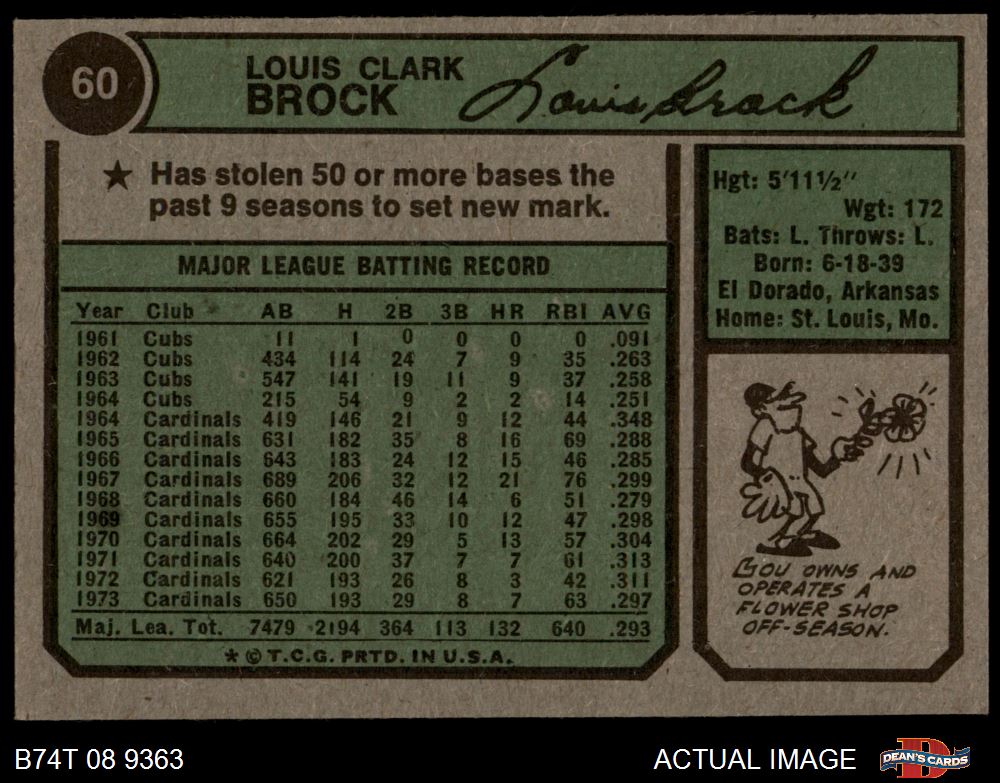 60
LOUIS CLARK
BROCK
Louis Brock
★ Has stolen 50 or more bases the
past 9 seasons to set new mark.
MAJOR LEAGUE BATTING RECORD
Year Club AB H 2B 3B HR RBI AVG
1961 Cubs 11 1 0 0 0 0 .091
1962 Cubs 434 114 24 7 9 35 .263
1963 Cubs 547 141 19 11 9 37 .258
1964 Cubs 215 54 9 2 2 14 .251
1964 Cardinals 419 146 21 9 12 44 .348
1965 Cardinals 631 182 35 8 16 69 .288
1966 Cardinals 643 183 24 12 15 46 .285
1967 Cardinals 689 206 32 12 21 76 .299
1968 Cardinals 660 184 46 14 6 51 .279
1969 Cardinals 655 195 33 10 12 47 .298
1970 Cardinals 664 202 29 5 13 57 .304
1971 Cardinals 640 200 37 7 7 61 .313
1972 Cardinals 621 193 26 8 3 42 .311
1973 Cardinals 650 193 29 8 7 63 .297
Maj. Lea. Tot. 7479 2194 364 113 132 640 .293
* © T.C.G. PRTD. IN U.S.A.
Hgt: 5'11½"
Wgt: 172
Bats: L. Throws: L.
Born: 6-18-39
El Dorado, Arkansas
Home: St. Louis, Mo.
LOU OWNS AND
OPERATES A
FLOWER SHOP
OFF-SEASON.
B74T 08 9363
ACTUAL IMAGE
DEAN'S CARDS